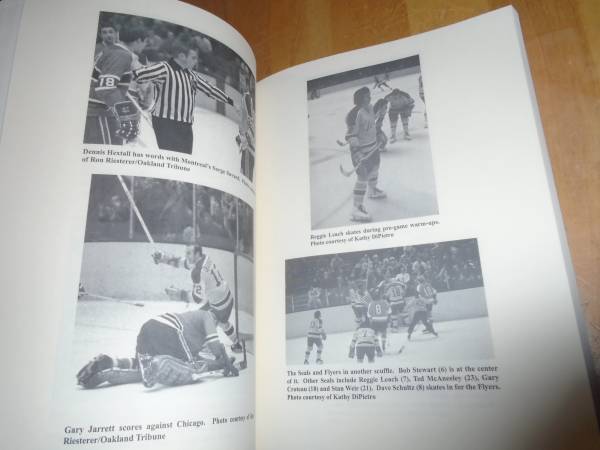 18
Dennis Hextall has words with Montreal's Serge Savard.
of Ron Riesterer/Oakland Tribune
12
Gary Jarrett scores against Chicago. Photo courtesy of
Riesterer/Oakland Tribune
Reggie Leach skates during pre-game warm-ups.
Photo courtesy of Kathy DiPietro
8
The Seals and Flyers in another scuffle. Bob Stewart (6) is at the center
of it. Other Seals include Reggie Leach (7), Ted McAneeley (23), Gary
Croteau (18) and Stan Weir (21). Dave Schultz (8) skates in for the Flyers.
Photo courtesy of Kathy DiPietro